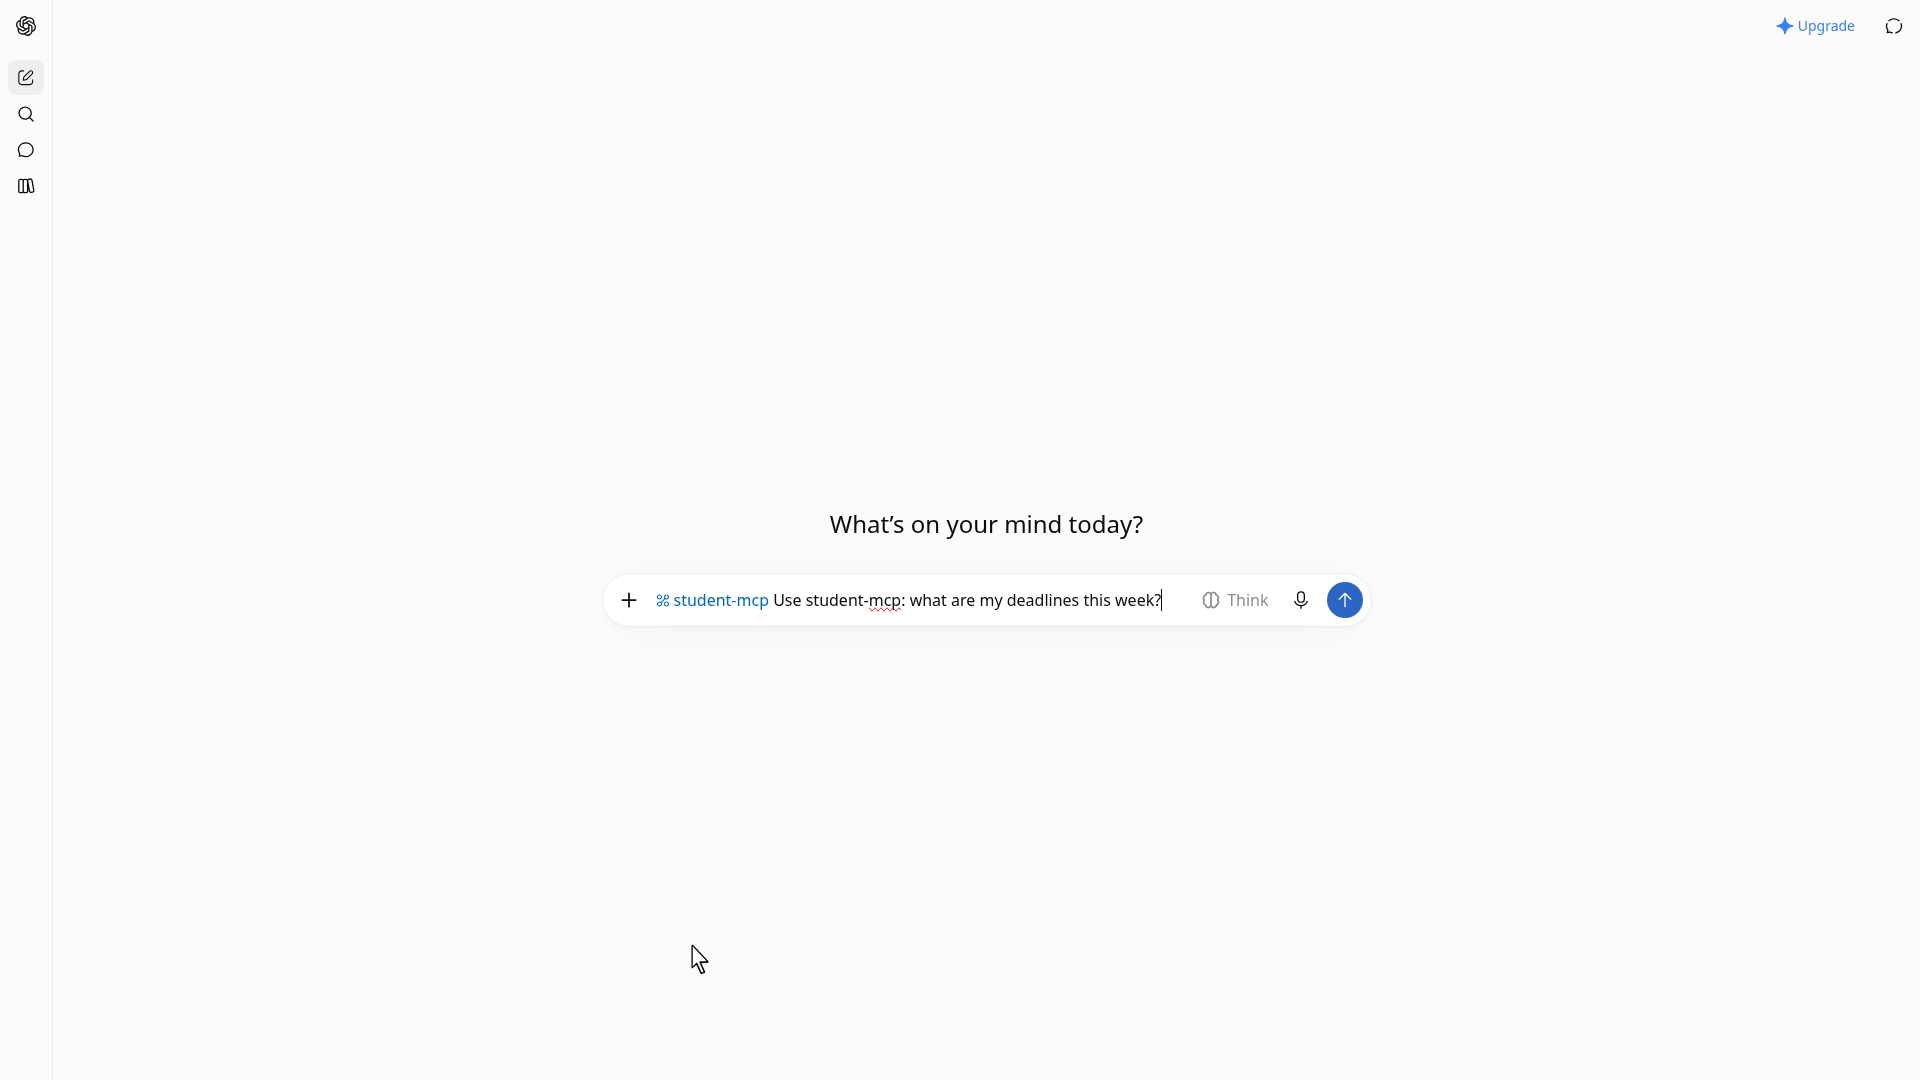 Upgrade
What’s on your mind today?
student-mcp Use student-mcp: what are my deadlines this week?
Think